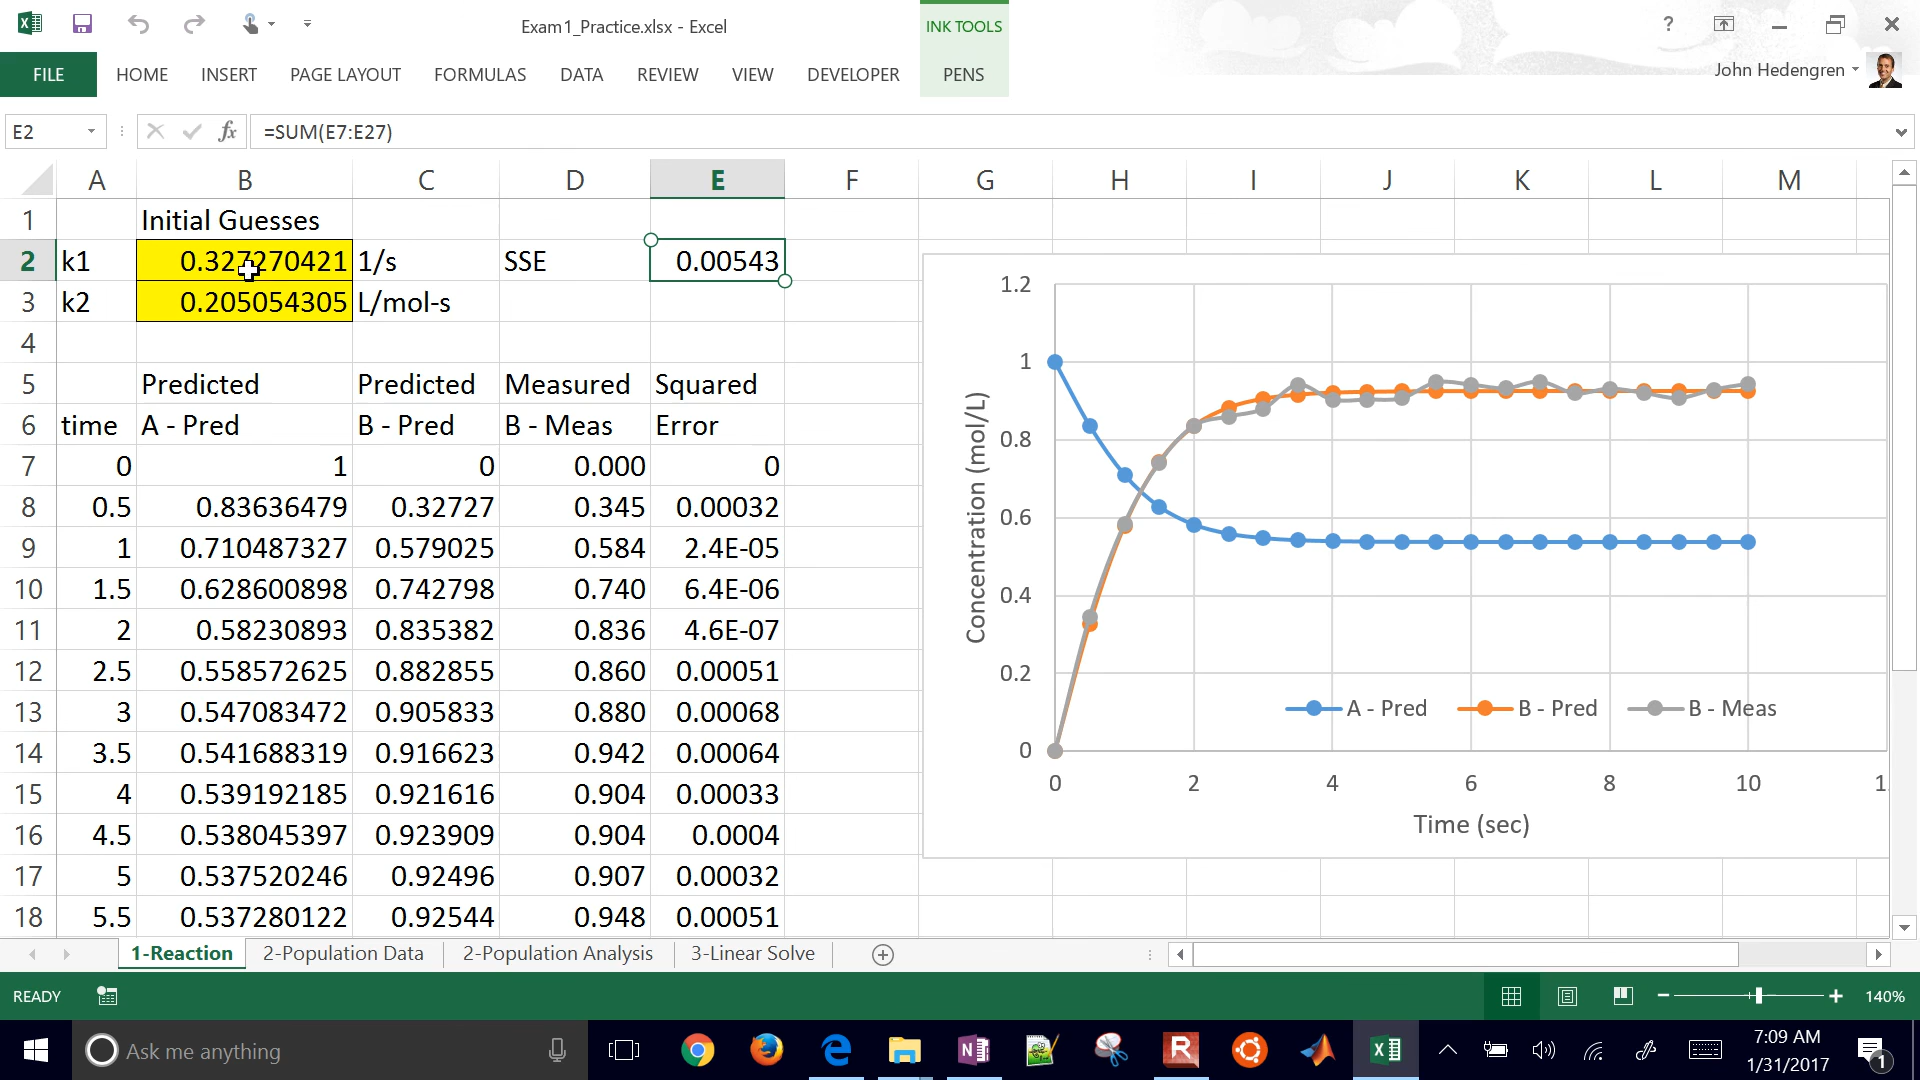 Exam1_Practice.xlsx - Excel
INK TOOLS
?
FILE HOME INSERT PAGE LAYOUT FORMULAS DATA REVIEW VIEW DEVELOPER PENS
John Hedengren
E2 fx =SUM(E7:E27)
A B C D E F G H I J K L M
1 Initial Guesses
2 k1 0.327270421 1/s SSE 0.00543
3 k2 0.205054305 L/mol-s
4
5 Predicted Predicted Measured Squared
6 time A - Pred B - Pred B - Meas Error
7 0 1 0 0.000 0
8 0.5 0.83636479 0.32727 0.345 0.00032
9 1 0.710487327 0.579025 0.584 2.4E-05
10 1.5 0.628600898 0.742798 0.740 6.4E-06
11 2 0.58230893 0.835382 0.836 4.6E-07
12 2.5 0.558572625 0.882855 0.860 0.00051
13 3 0.547083472 0.905833 0.880 0.00068
14 3.5 0.541688319 0.916623 0.942 0.00064
15 4 0.539192185 0.921616 0.904 0.00033
16 4.5 0.538045397 0.923909 0.904 0.0004
17 5 0.537520246 0.92496 0.907 0.00032
18 5.5 0.537280122 0.92544 0.948 0.00051
1.2
1
0.8
0.6
0.4
0.2
0
Concentration (mol/L)
A - Pred B - Pred B - Meas
0 2 4 6 8 10 1
Time (sec)
1-Reaction 2-Population Data 2-Population Analysis 3-Linear Solve
READY
140%
Ask me anything
7:09 AM
1/31/2017
1